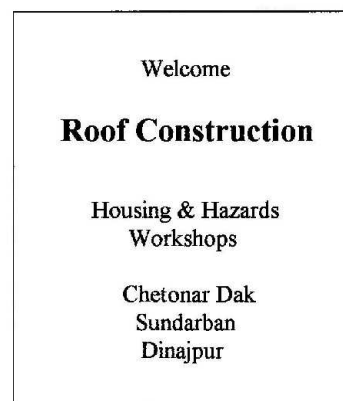 Welcome
Roof Construction
Housing & Hazards
Workshops
Chetonar Dak
Sundarban
Dinajpur